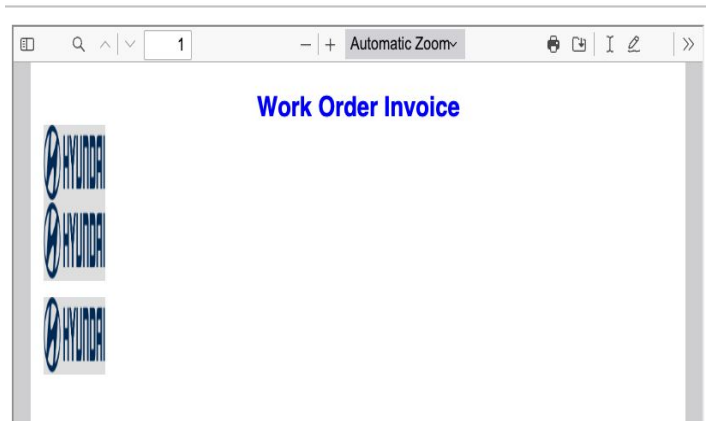 1
Automatic Zoom
Work Order Invoice
HYUNDAI
HYUNDAI
HYUNDAI